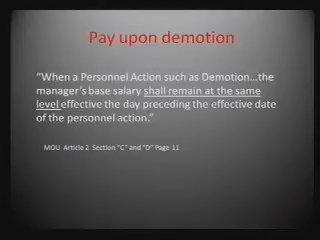 Pay upon demotion
"When a Personnel Action such as Demotion...the
manager's base salary shall remain at the same
level effective the day preceding the effective date
of the personnel action."
MOU Article 2 Section "C" and "D" Page 11